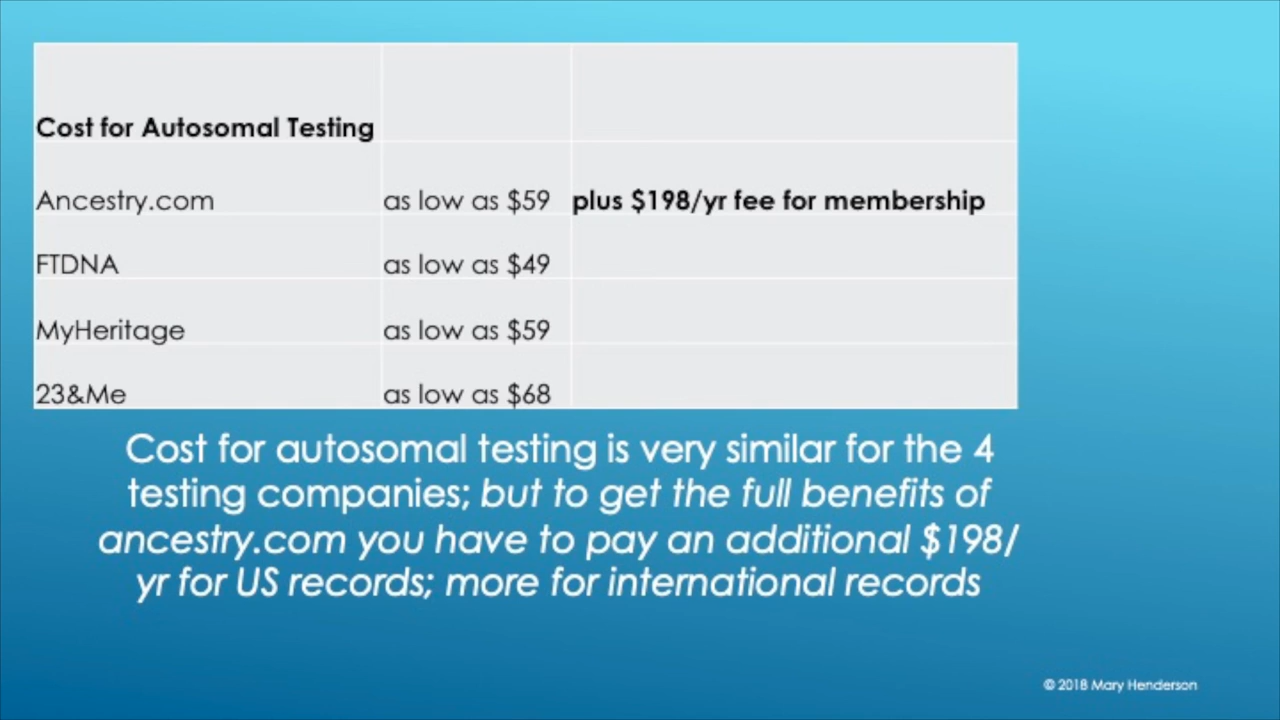 Cost for Autosomal Testing
Ancestry.com as low as $59 plus $198/yr fee for membership
FTDNA as low as $49
MyHeritage as low as $59
23&Me as low as $68
Cost for autosomal testing is very similar for the 4
testing companies; but to get the full benefits of
ancestry.com you have to pay an additional $198/
yr for US records; more for international records
© 2018 Mary Henderson